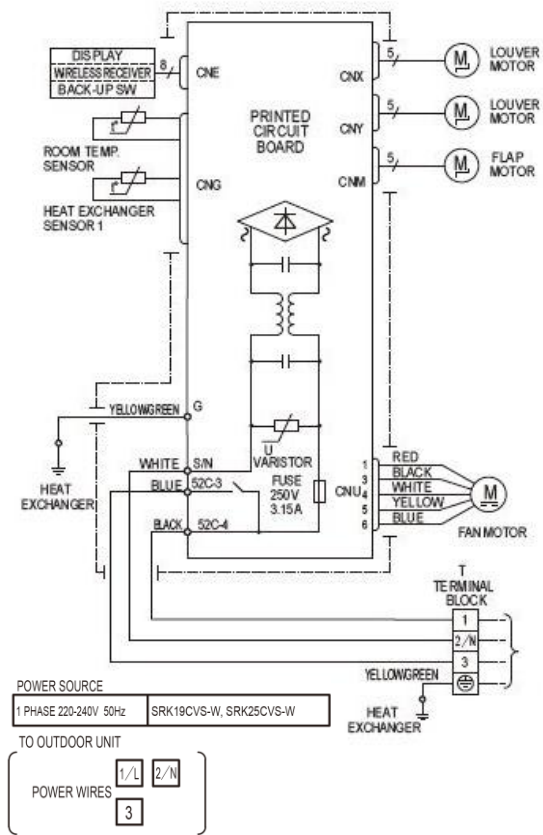 DISPLAY
WIRELESS RECEIVER
BACK-UP SW
8
CNE
ROOM TEMP.
SENSOR
CNG
HEAT EXCHANGER
SENSOR 1
PRINTED
CIRCUIT
BOARD
CNX
5
M
LOUVER
MOTOR
CNY
5
M
LOUVER
MOTOR
CNM
5
M
FLAP
MOTOR
YELLOW/GREEN
G
HEAT
EXCHANGER
WHITE
S/N
BLUE
52C-3
BLACK
52C-4
U
VARISTOR
FUSE
250V
3.15A
CNU
1 RED
3 BLACK
4 WHITE
5 YELLOW
6 BLUE
M
FAN MOTOR
T
TERMINAL
BLOCK
1
2/N
3
YELLOW/GREEN
HEAT
EXCHANGER
POWER SOURCE
1 PHASE 220-240V 50Hz SRK19CVS-W, SRK25CVS-W
TO OUTDOOR UNIT
POWER WIRES
1/L 2/N
3